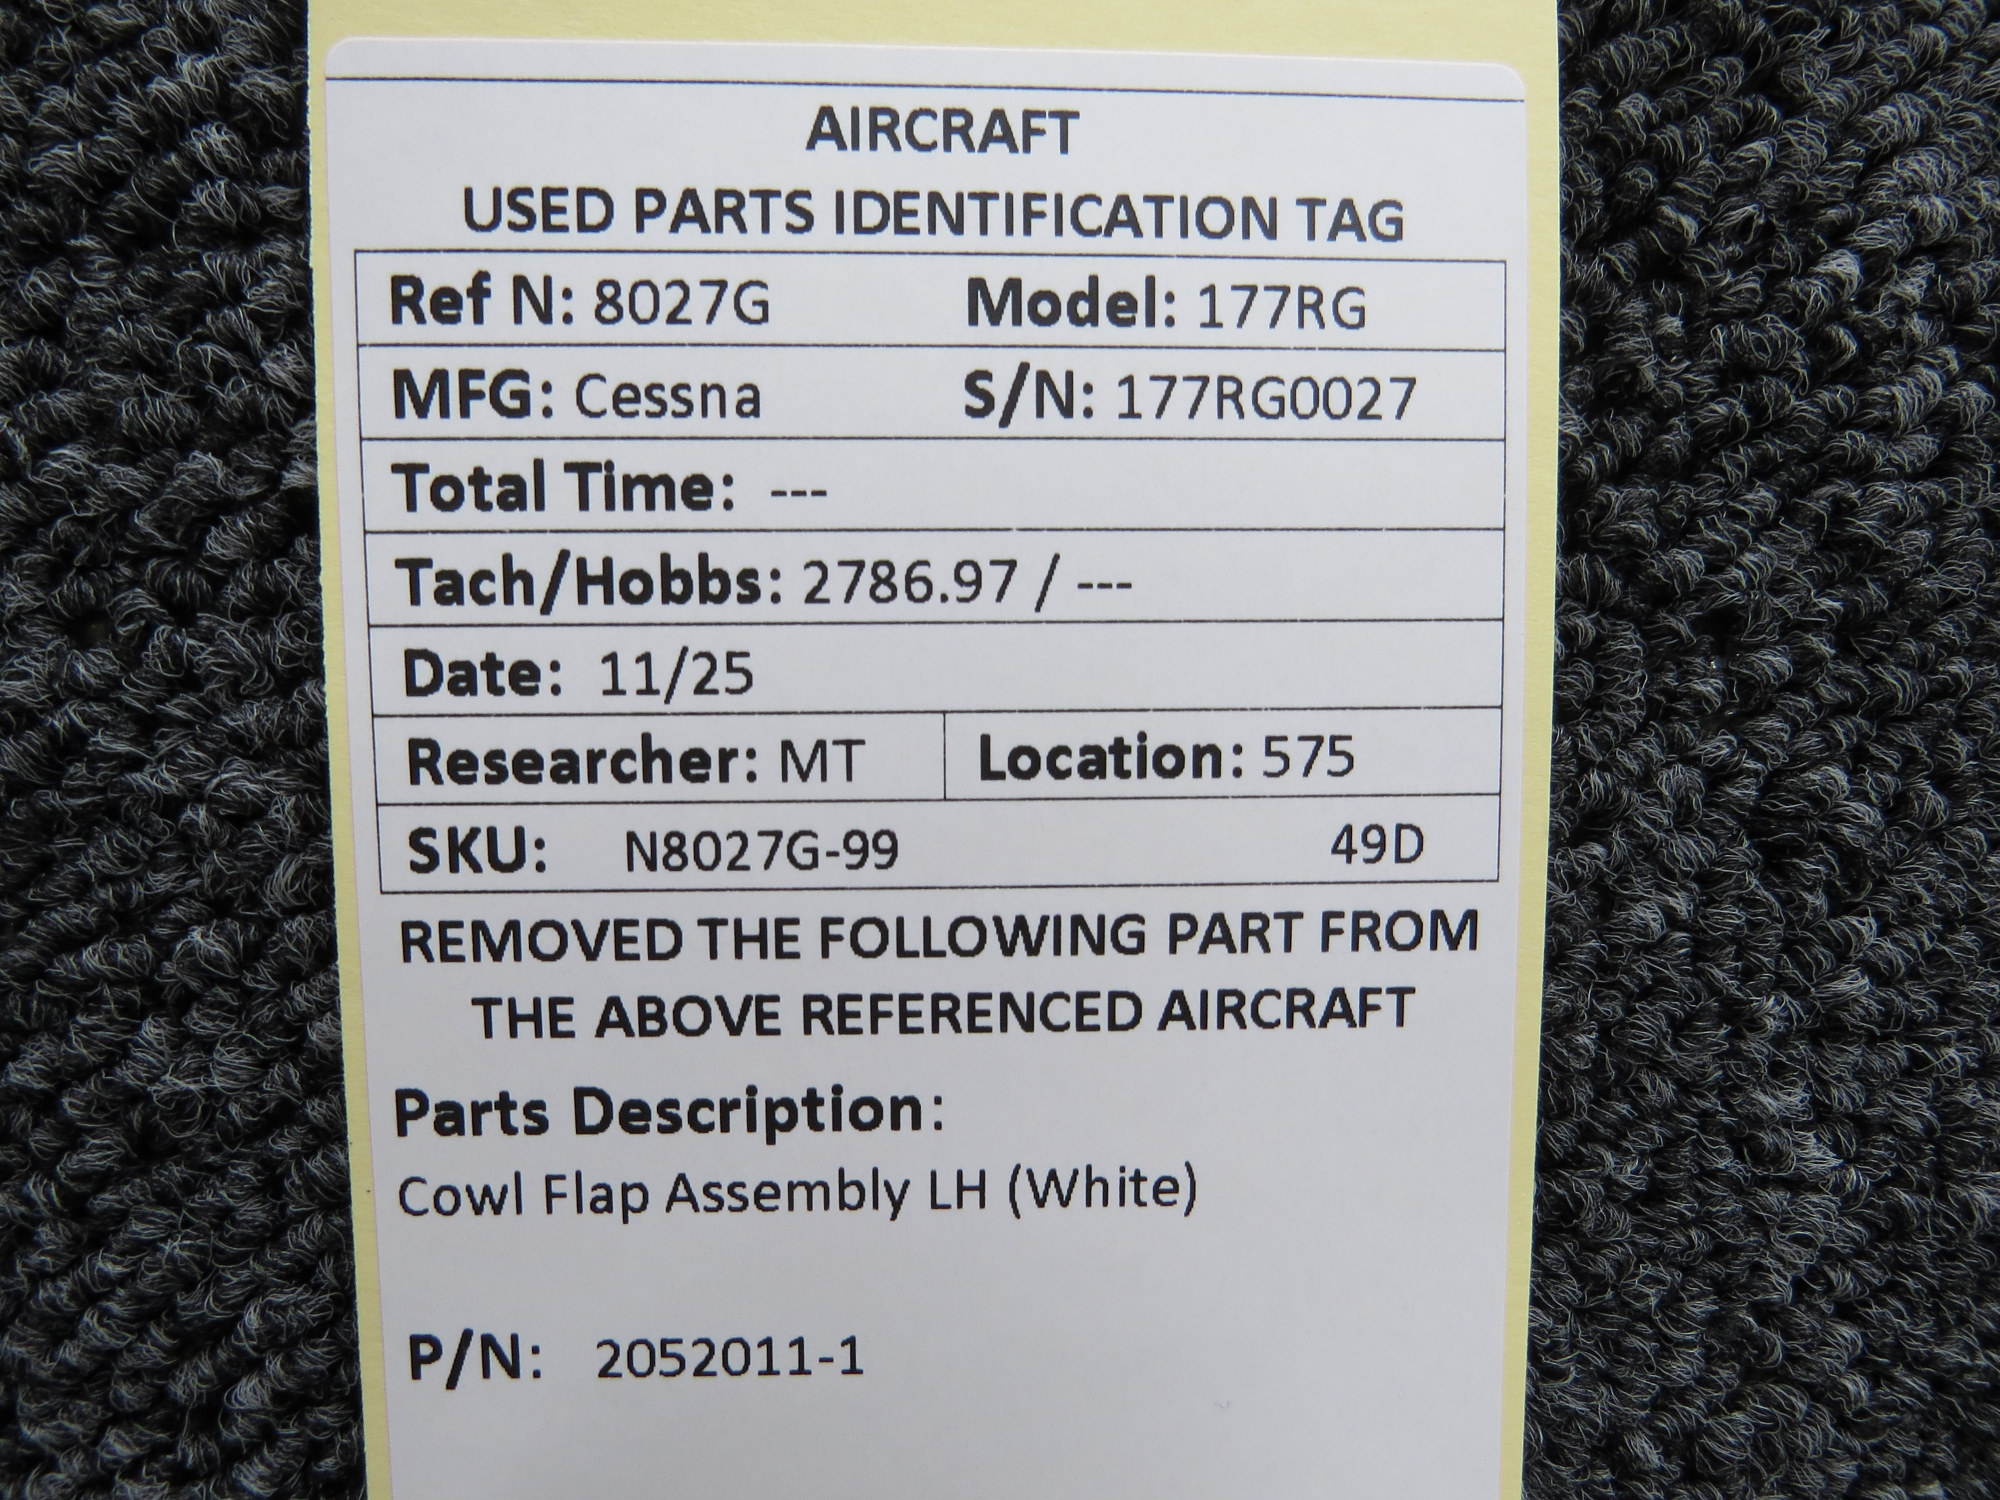 AIRCRAFT
USED PARTS IDENTIFICATION TAG
Ref N: 8027G Model: 177RG
MFG: Cessna S/N: 177RG0027
Total Time: ---
Tach/Hobbs: 2786.97 / ---
Date: 11/25
Researcher: MT Location: 575
SKU: N8027G-99 49D
REMOVED THE FOLLOWING PART FROM
THE ABOVE REFERENCED AIRCRAFT
Parts Description:
Cowl Flap Assembly LH (White)
P/N: 2052011-1